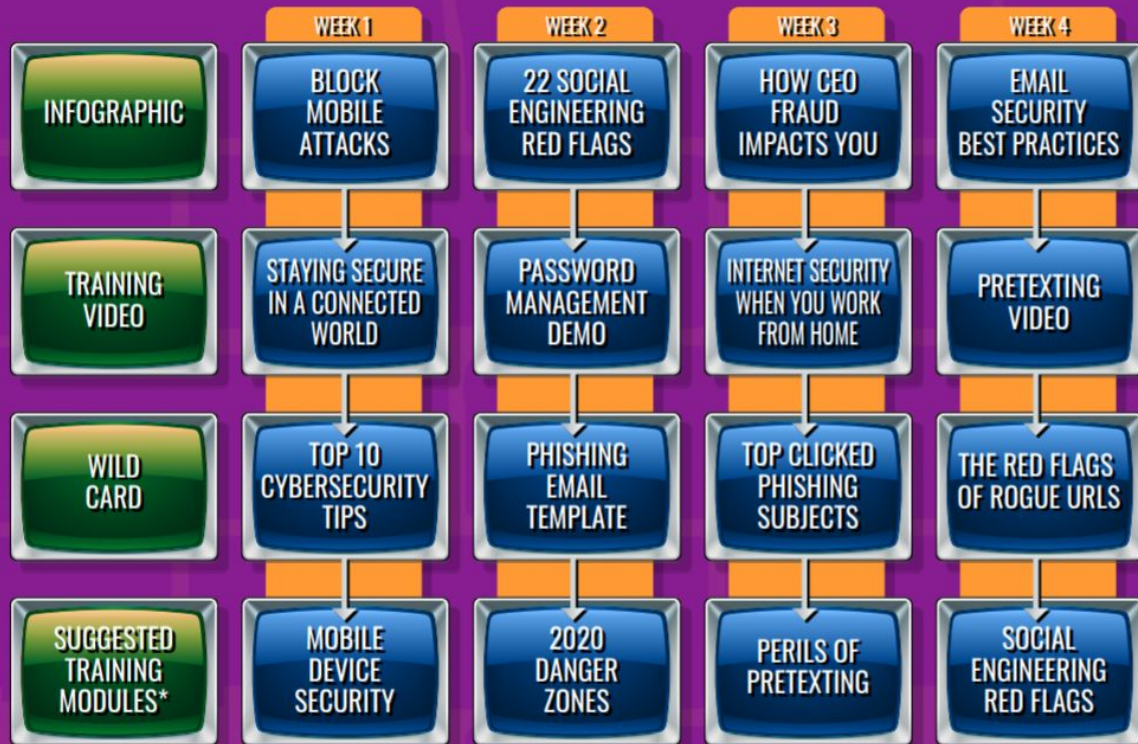 WEEK 1
WEEK 2
WEEK 3
WEEK 4
INFOGRAPHIC
BLOCK
MOBILE
ATTACKS
22 SOCIAL
ENGINEERING
RED FLAGS
HOW CEO
FRAUD
IMPACTS YOU
EMAIL
SECURITY
BEST PRACTICES
TRAINING
VIDEO
STAYING SECURE
IN A CONNECTED
WORLD
PASSWORD
MANAGEMENT
DEMO
INTERNET SECURITY
WHEN YOU WORK
FROM HOME
PRETEXTING
VIDEO
WILD
CARD
TOP 10
CYBERSECURITY
TIPS
PHISHING
EMAIL
TEMPLATE
TOP CLICKED
PHISHING
SUBJECTS
THE RED FLAGS
OF ROGUE URLS
SUGGESTED
TRAINING
MODULES*
MOBILE
DEVICE
SECURITY
2020
DANGER
ZONES
PERILS OF
PRETEXTING
SOCIAL
ENGINEERING
RED FLAGS